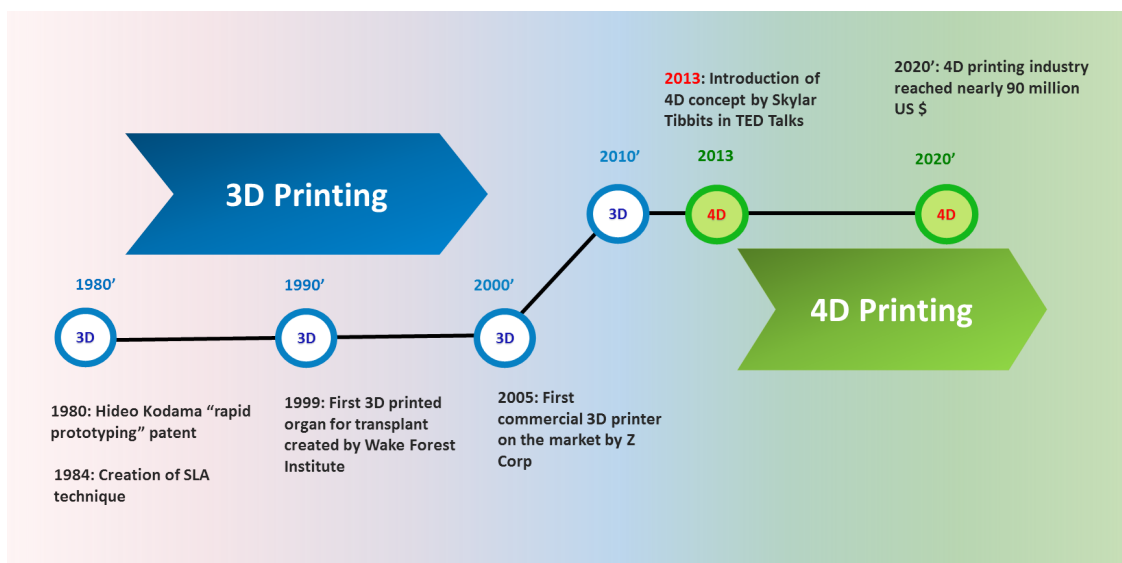 3D Printing
1980’
3D
1980: Hideo Kodama “rapid
prototyping” patent
1984: Creation of SLA
technique
1990’
3D
1999: First 3D printed
organ for transplant
created by Wake Forest
Institute
2000’
3D
2005: First
commercial 3D printer
on the market by Z
Corp
2010’
3D
2013: Introduction of
4D concept by Skylar
Tibbits in TED Talks
2013
4D
2020’: 4D printing industry
reached nearly 90 million
US $
2020’
4D
4D Printing